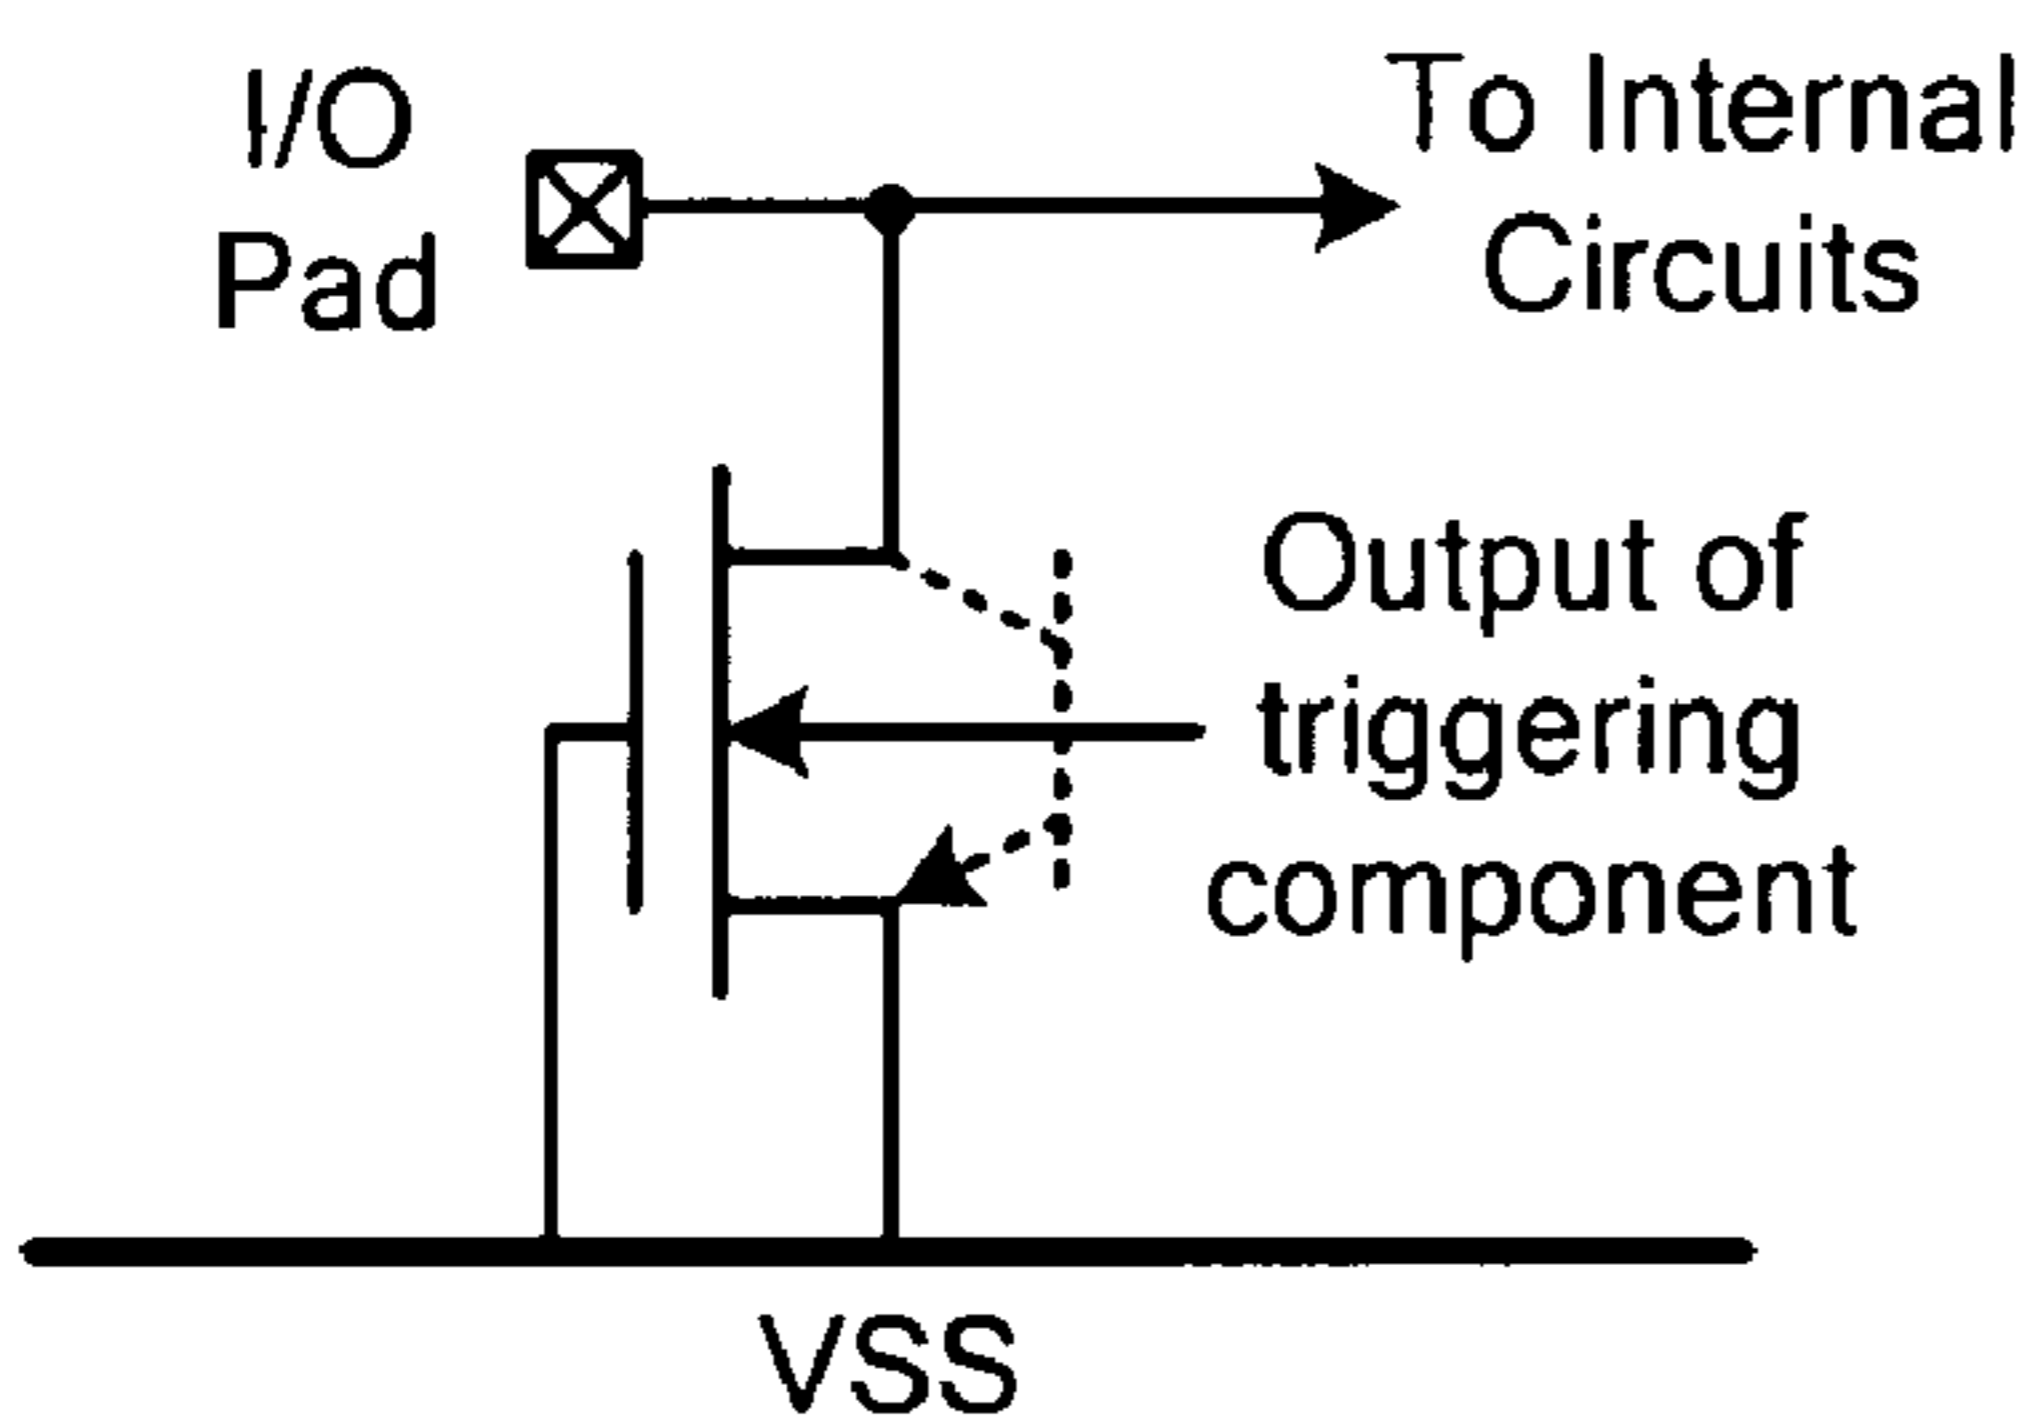 I/O
Pad
To Internal
Circuits
Output of
triggering
component
VSS